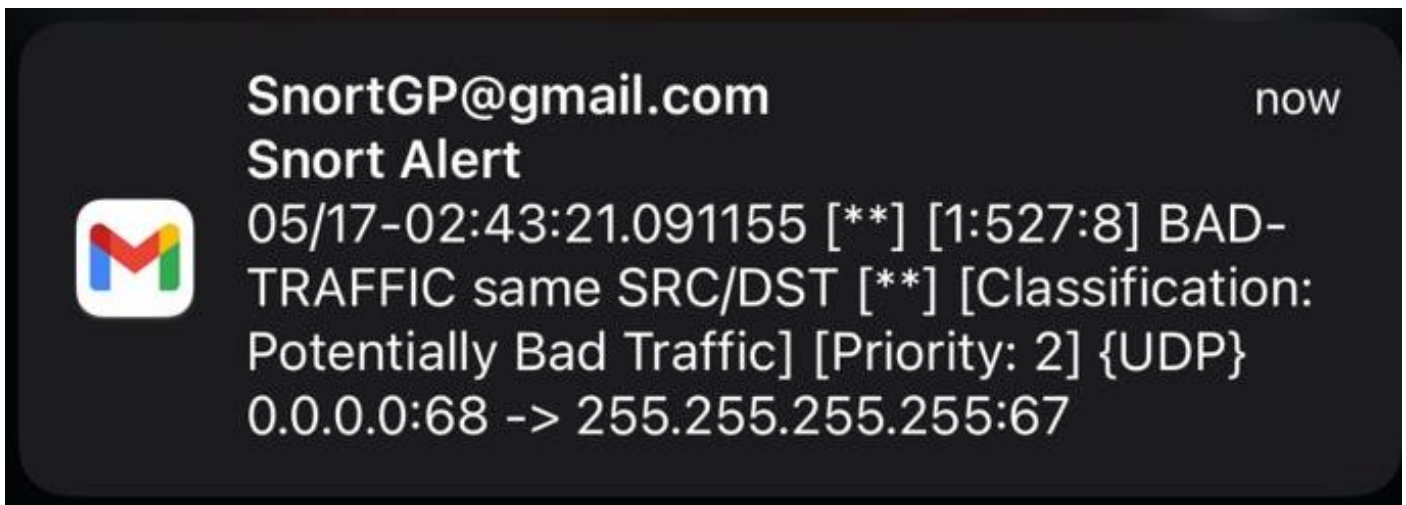 SnortGP@gmail.com now
Snort Alert
05/17-02:43:21.091155 [**] [1:527:8] BAD-
TRAFFIC same SRC/DST [**] [Classification:
Potentially Bad Traffic] [Priority: 2] {UDP}
0.0.0.0:68 -> 255.255.255.255:67